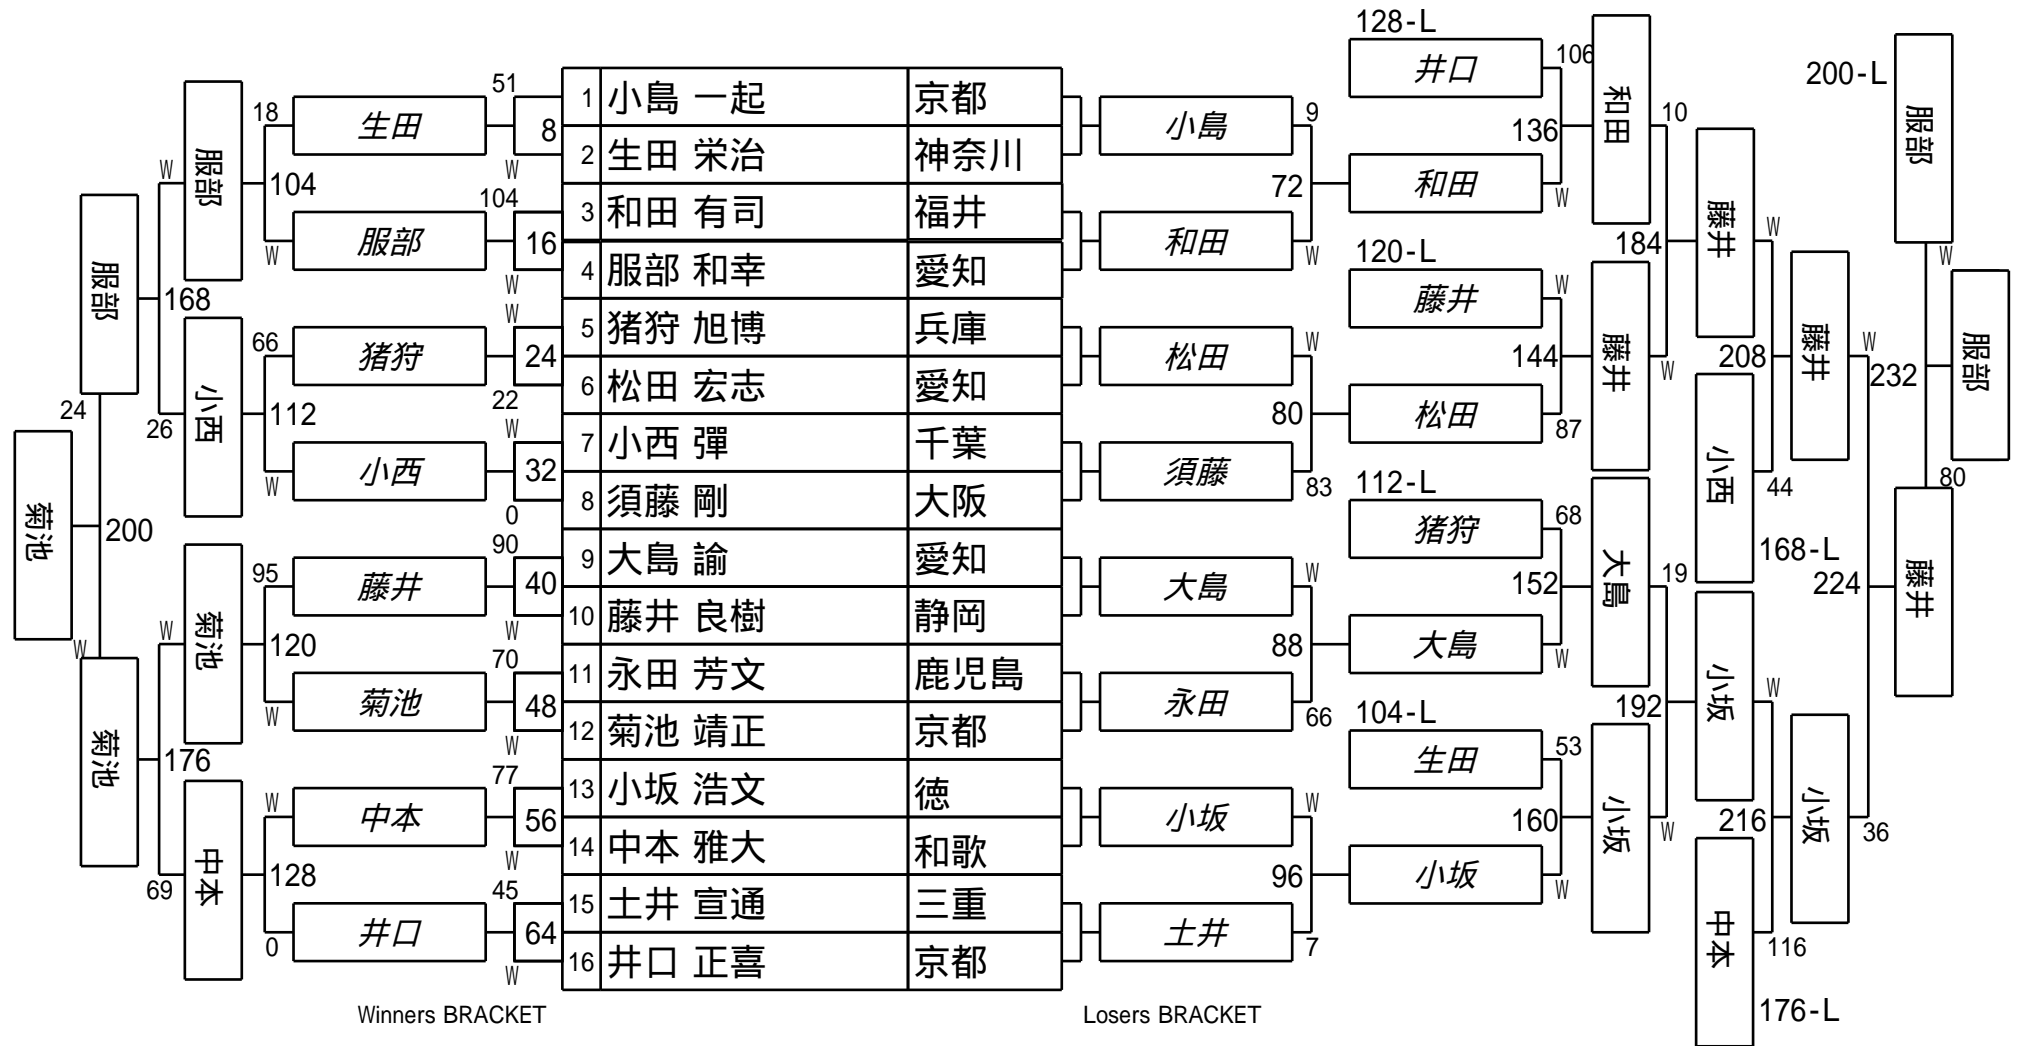 128-L
井口
106
和田
10
200-L
服部
51
1 小島 一起 京都
18
生田
8
小島
9
服部
136
藤井
2 生田 栄治 神奈川
W
W
104
72
和田
W
服部
104
3 和田 有司 福井
服部
16
和田
W
W
4 服部 和幸 愛知
W
184
120-L
W
W
服部
168
W
5 猪狩 旭博 兵庫
藤井
W
藤井
服部
66
猪狩
24
松田
W
144
藤井
208
藤井
W
232
小西
112
6 松田 宏志 愛知
22
80
松田
87
W
24
26
W
7 小西 彈 千葉
小西
32
須藤
83
小西
44
W
0
8 須藤 剛 大阪
112-L
80
菊池
200
90
9 大島 諭 愛知
猪狩
68
168-L
95
藤井
40
大島
W
152
大島
19
224
藤井
菊池
120
10 藤井 良樹 静岡
W
88
大島
W
W
70
11 永田 芳文 鹿児島
菊池
48
永田
66
192
小坂
W
W
W
12 菊池 靖正 京都
104-L
菊池
176
77
13 小坂 浩文 徳
生田
53
W
中本
56
小坂
W
160
小坂
216
小坂
36
中本
128
14 中本 雅大 和歌
W
96
小坂
W
W
69
45
15 土井 宣通 三重
井口
64
土井
7
中本
116
0
W
16 井口 正喜 京都
176-L
Winners BRACKET
Losers BRACKET